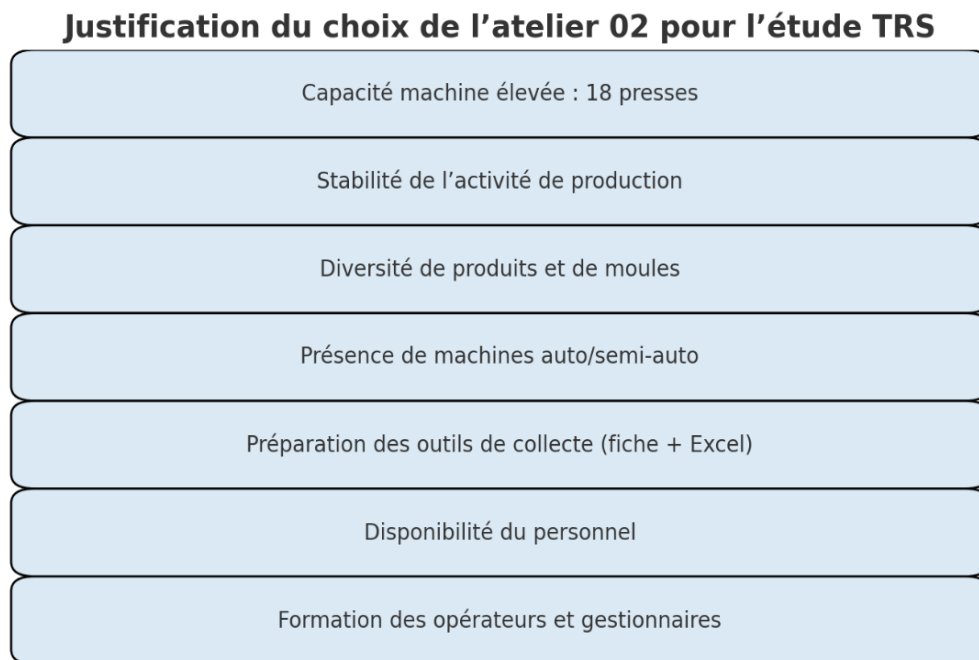 Justification du choix de l’atelier 02 pour l’étude TRS
Capacité machine élevée : 18 presses
Stabilité de l’activité de production
Diversité de produits et de moules
Présence de machines auto/semi-auto
Préparation des outils de collecte (fiche + Excel)
Disponibilité du personnel
Formation des opérateurs et gestionnaires